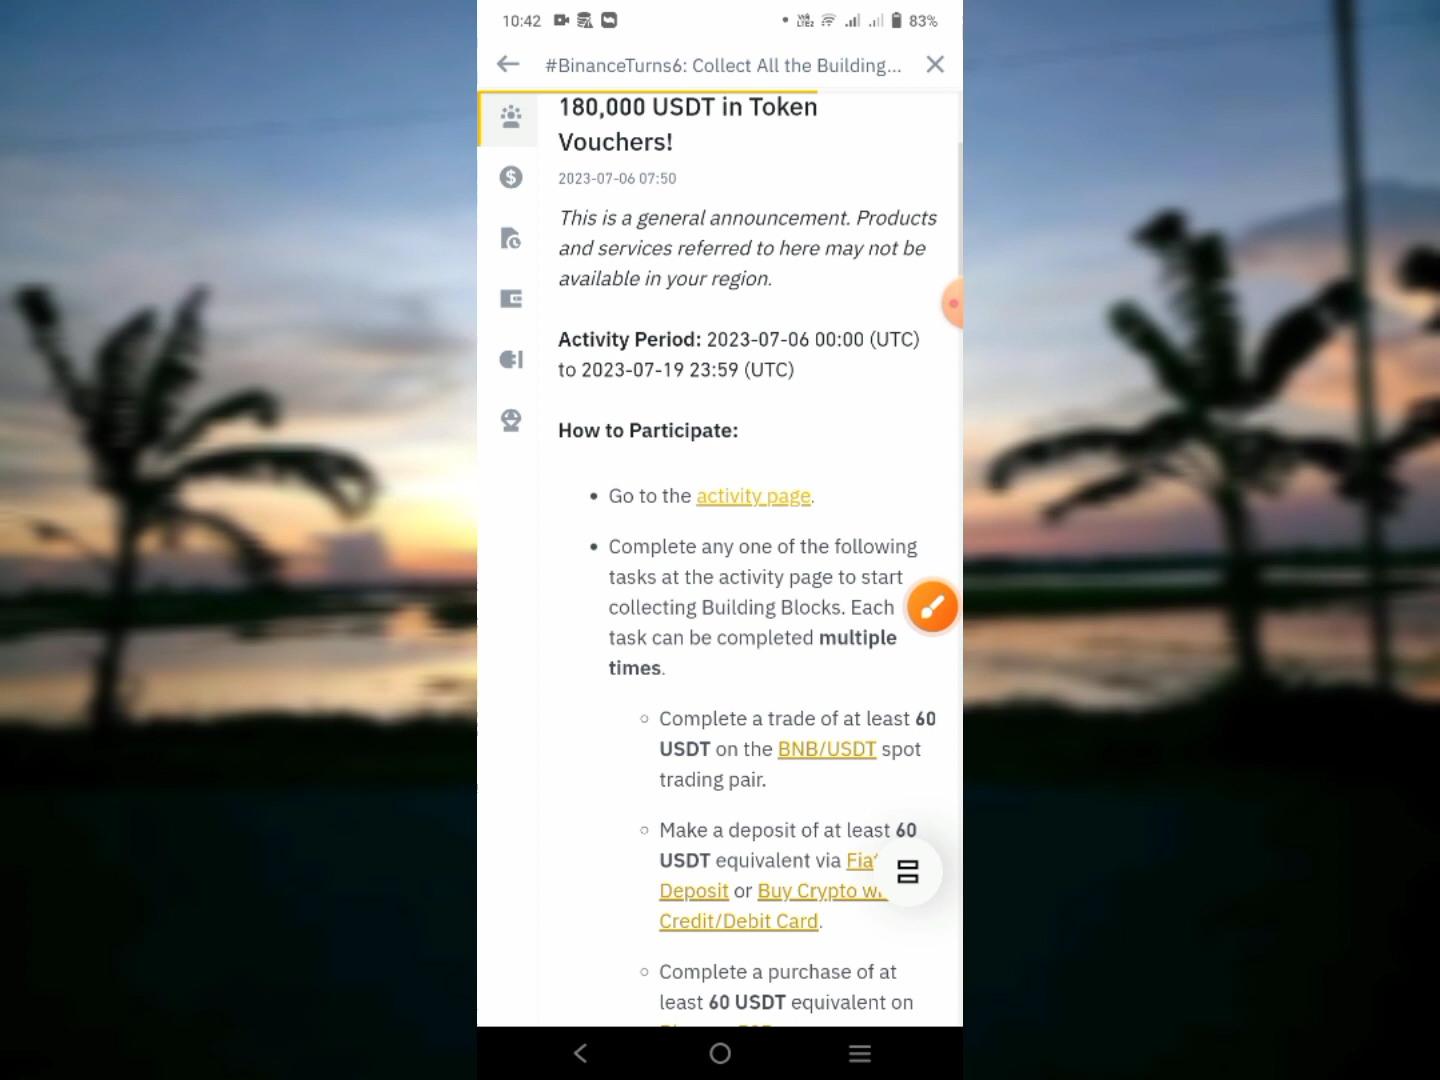 10:42
VoLTE2
83%
#BinanceTurns6: Collect All the Building...
180,000 USDT in Token
Vouchers!
2023-07-06 07:50
This is a general announcement. Products
and services referred to here may not be
available in your region.
Activity Period: 2023-07-06 00:00 (UTC)
to 2023-07-19 23:59 (UTC)
How to Participate:
Go to the activity page.
Complete any one of the following
tasks at the activity page to start
collecting Building Blocks. Each
task can be completed multiple
times.
Complete a trade of at least 60
USDT on the BNB/USDT spot
trading pair.
Make a deposit of at least 60
USDT equivalent via
Deposit or Buy Crypto
Credit/Debit Card.
Complete a purchase of at
least 60 USDT equivalent on